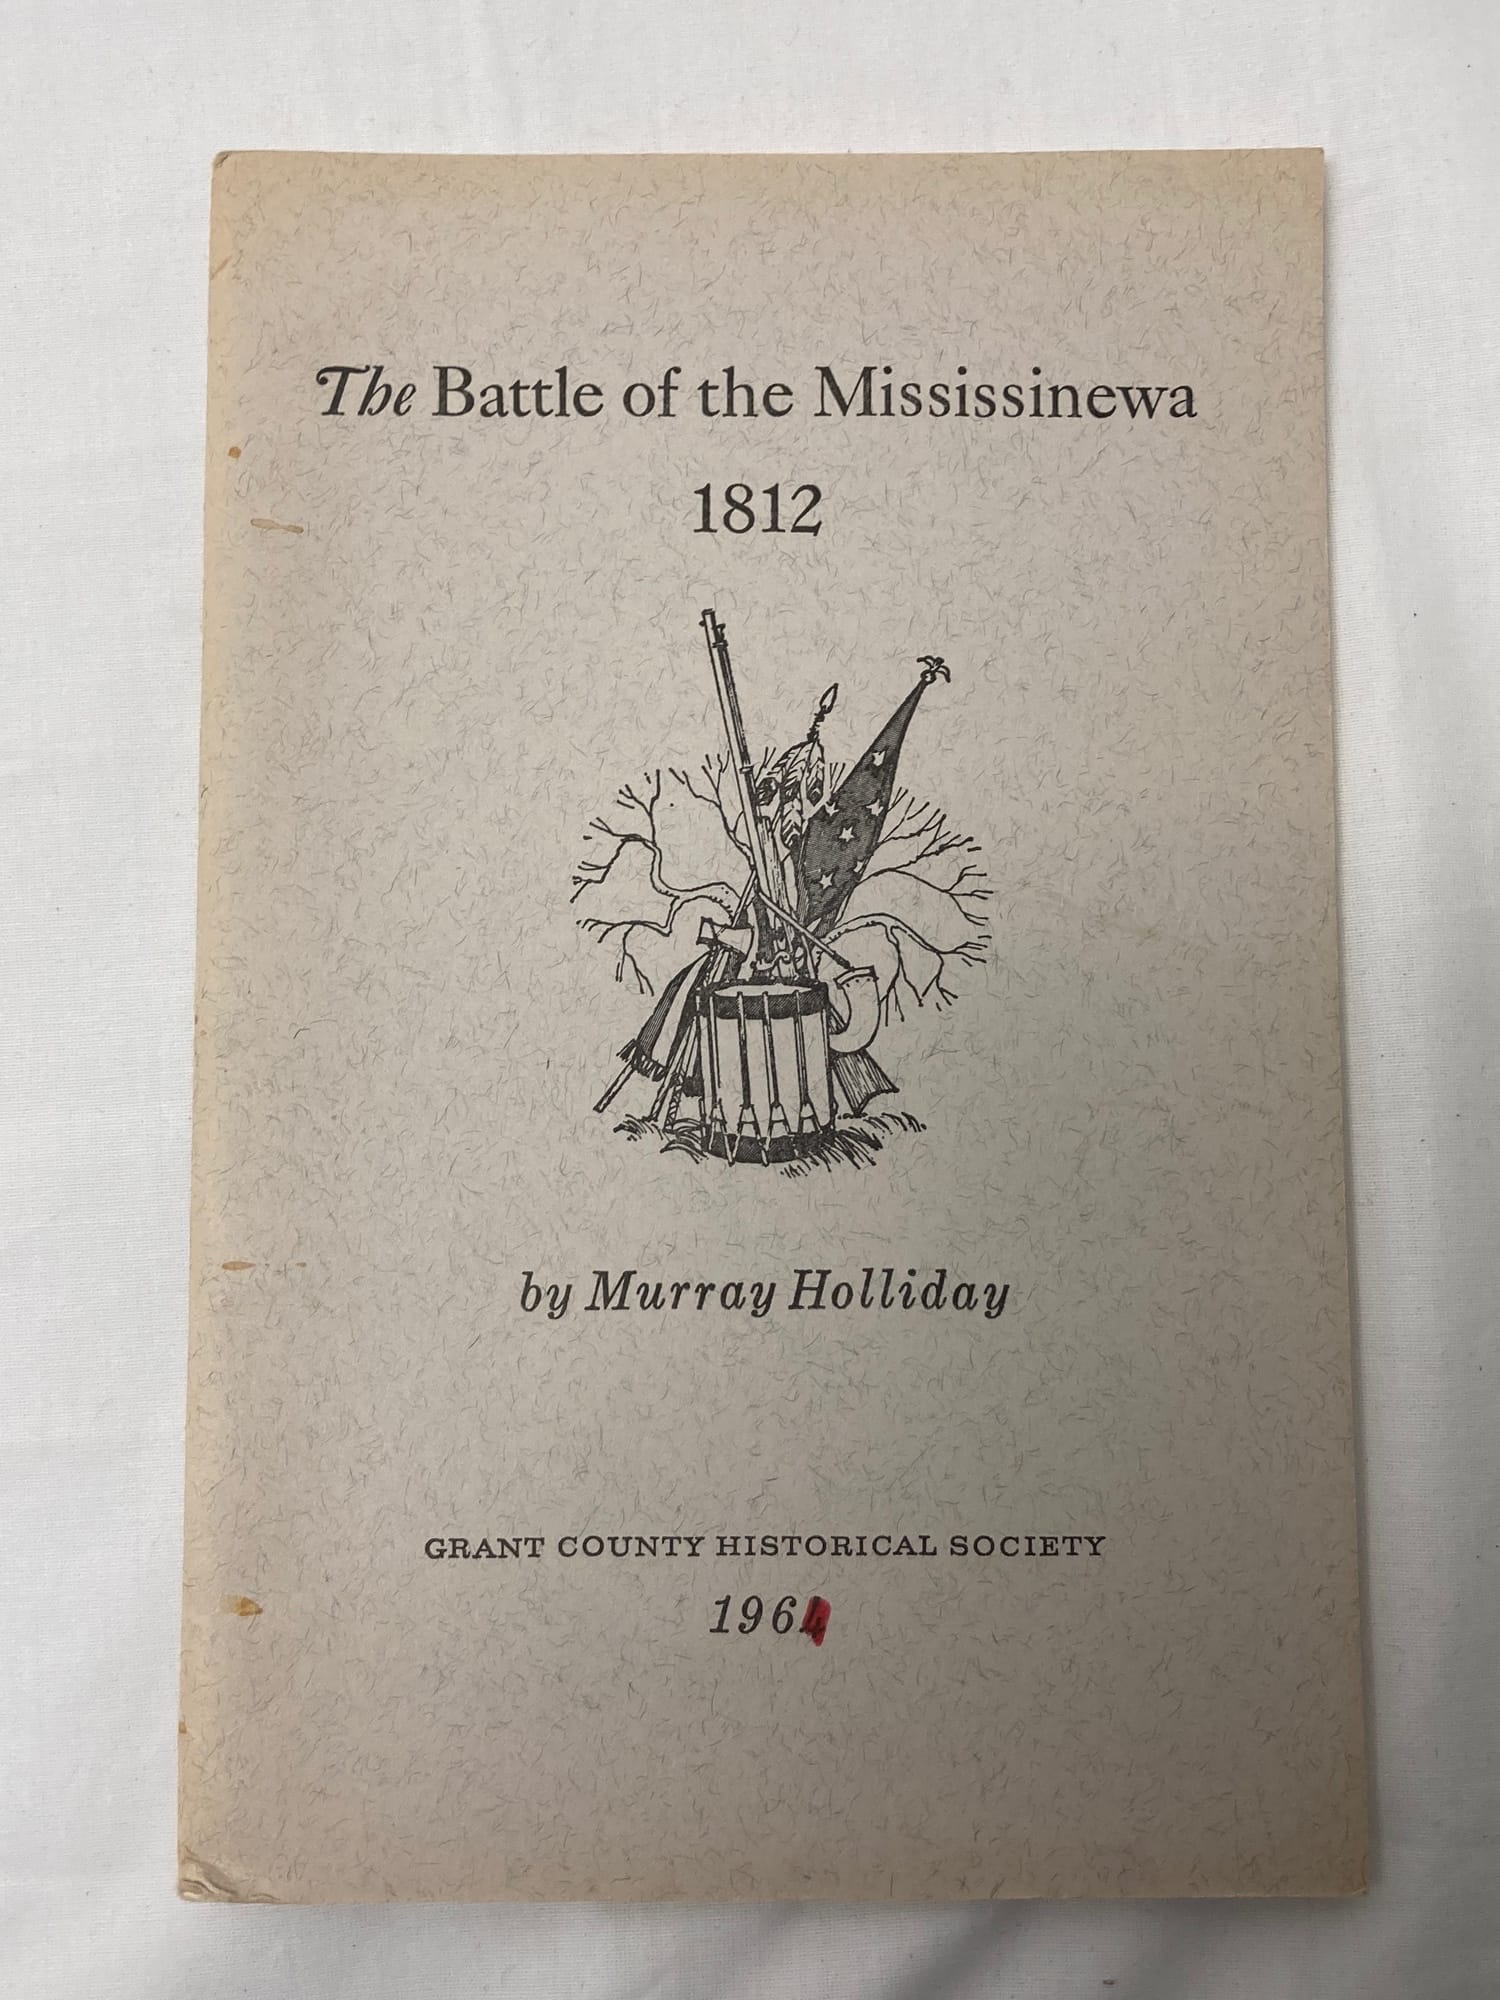 The Battle of the Mississinewa
1812
by Murray Holliday
GRANT COUNTY HISTORICAL SOCIETY
1964